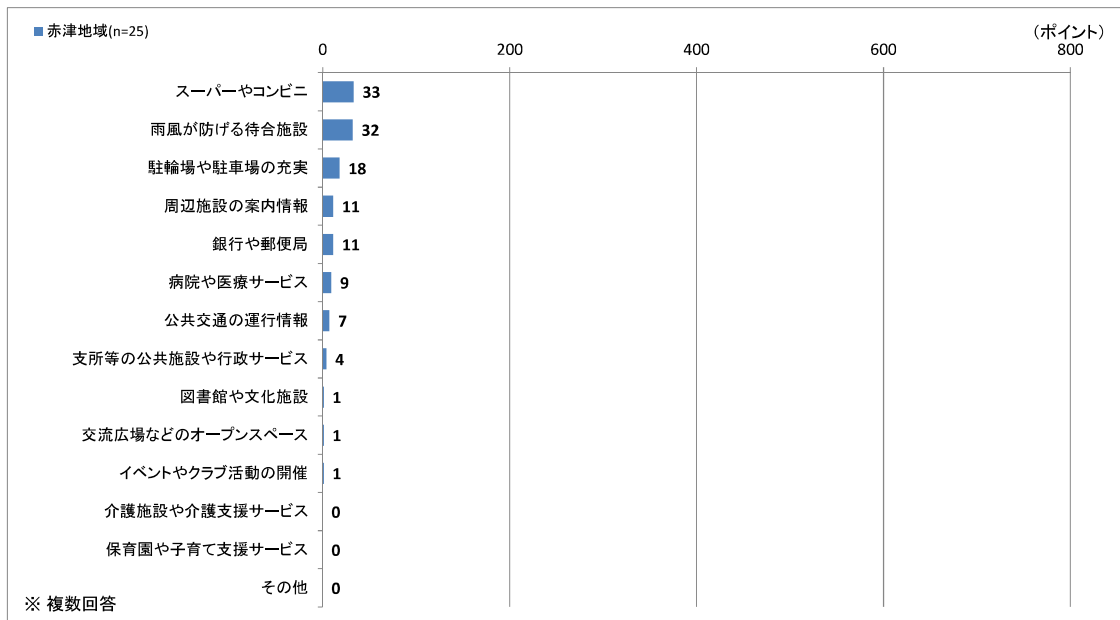 赤津地域(n=25)
(ポイント)
0 200 400 600 800
スーパーやコンビニ 33
雨風が防げる待合施設 32
駐輪場や駐車場の充実 18
周辺施設の案内情報 11
銀行や郵便局 11
病院や医療サービス 9
公共交通の運行情報 7
支所等の公共施設や行政サービス 4
図書館や文化施設 1
交流広場などのオープンスペース 1
イベントやクラブ活動の開催 1
介護施設や介護支援サービス 0
保育園や子育て支援サービス 0
その他 0
※ 複数回答